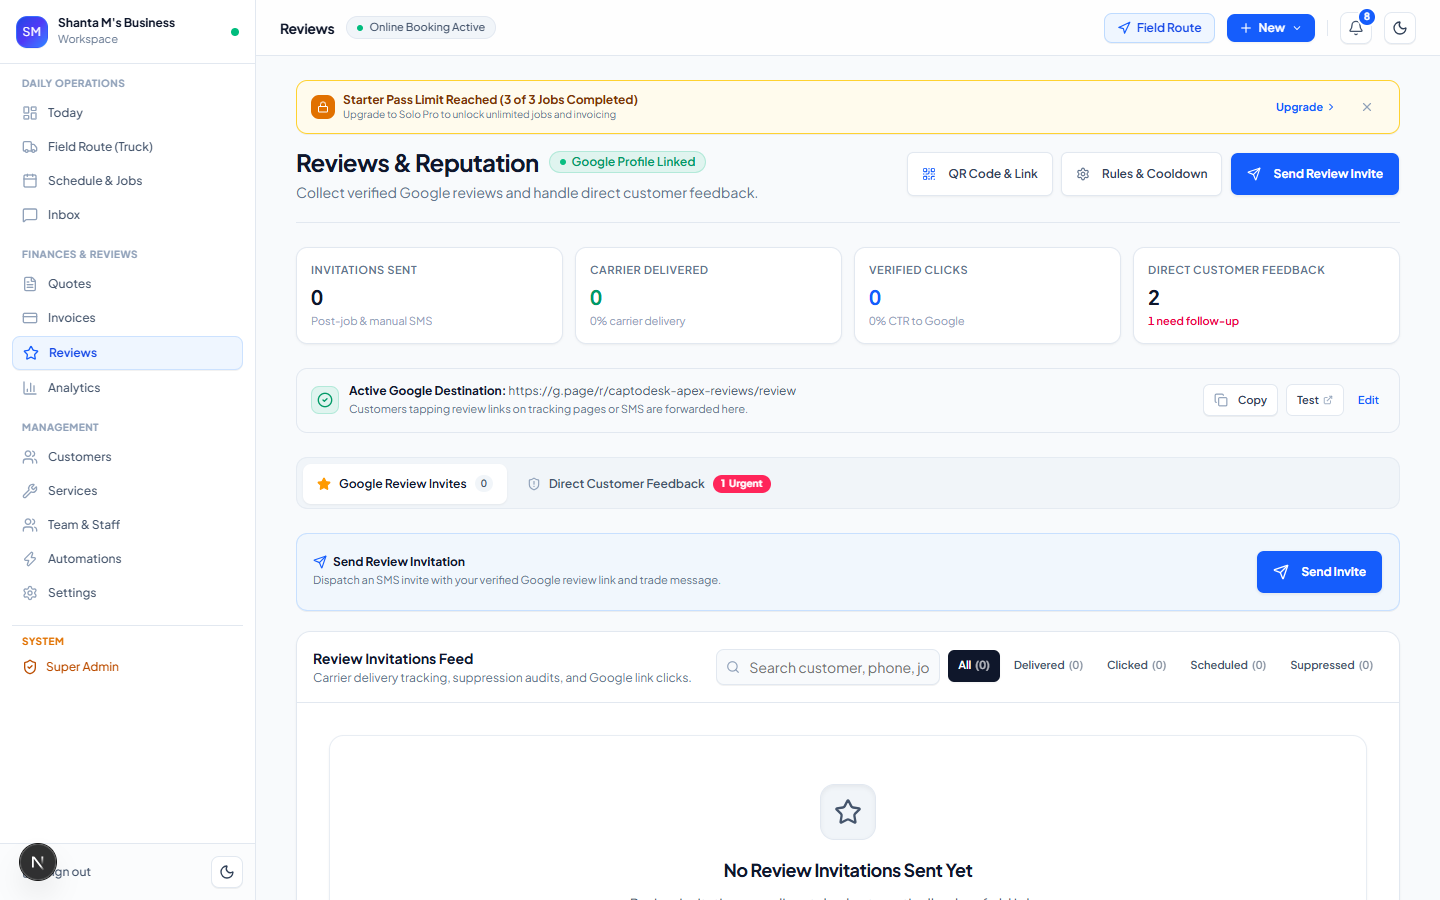 SM
Shanta M's Business
Workspace
DAILY OPERATIONS
Today
Field Route (Truck)
Schedule & Jobs
Inbox
FINANCES & REVIEWS
Quotes
Invoices
Reviews
Analytics
MANAGEMENT
Customers
Services
Team & Staff
Automations
Settings
SYSTEM
Super Admin
N
gn out
Reviews
Online Booking Active
Field Route
New
8
Starter Pass Limit Reached (3 of 3 Jobs Completed)
Upgrade to Solo Pro to unlock unlimited jobs and invoicing
Upgrade
Reviews & Reputation
Google Profile Linked
Collect verified Google reviews and handle direct customer feedback.
QR Code & Link
Rules & Cooldown
Send Review Invite
INVITATIONS SENT
0
Post-job & manual SMS
CARRIER DELIVERED
0
0% carrier delivery
VERIFIED CLICKS
0
0% CTR to Google
DIRECT CUSTOMER FEEDBACK
2
1 need follow-up
Active Google Destination: https://g.page/r/captodesk-apex-reviews/review
Customers tapping review links on tracking pages or SMS are forwarded here.
Copy
Test
Edit
Google Review Invites 0
Direct Customer Feedback 1 Urgent
Send Review Invitation
Dispatch an SMS invite with your verified Google review link and trade message.
Send Invite
Review Invitations Feed
Carrier delivery tracking, suppression audits, and Google link clicks.
Search customer, phone, jo
All (0)
Delivered (0)
Clicked (0)
Scheduled (0)
Suppressed (0)
No Review Invitations Sent Yet